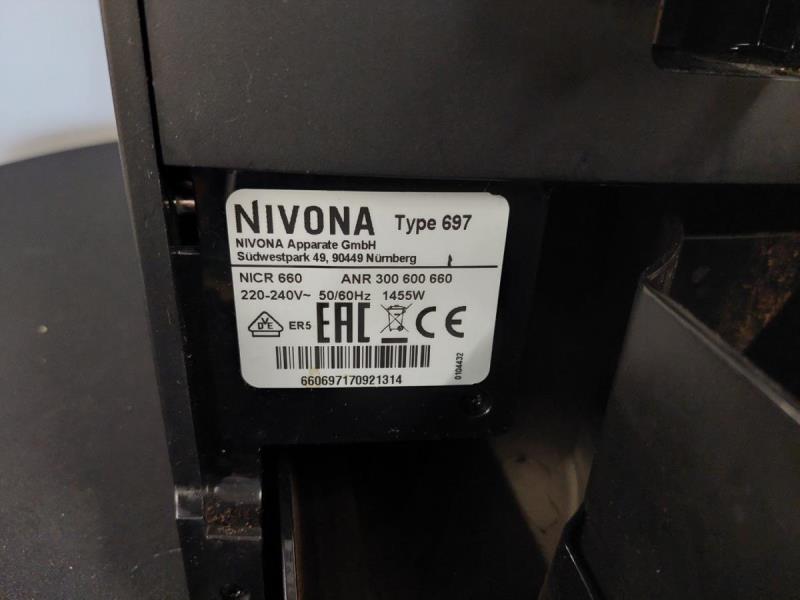 NIVONA Type 697
NIVONA Apparate GmbH
Südwestpark 49, 90449 Nürnberg
NICR 660 ANR 300 600 660
220-240V~ 50/60Hz 1455W
VDE ER5 EAC CE
660697170921314
0104432